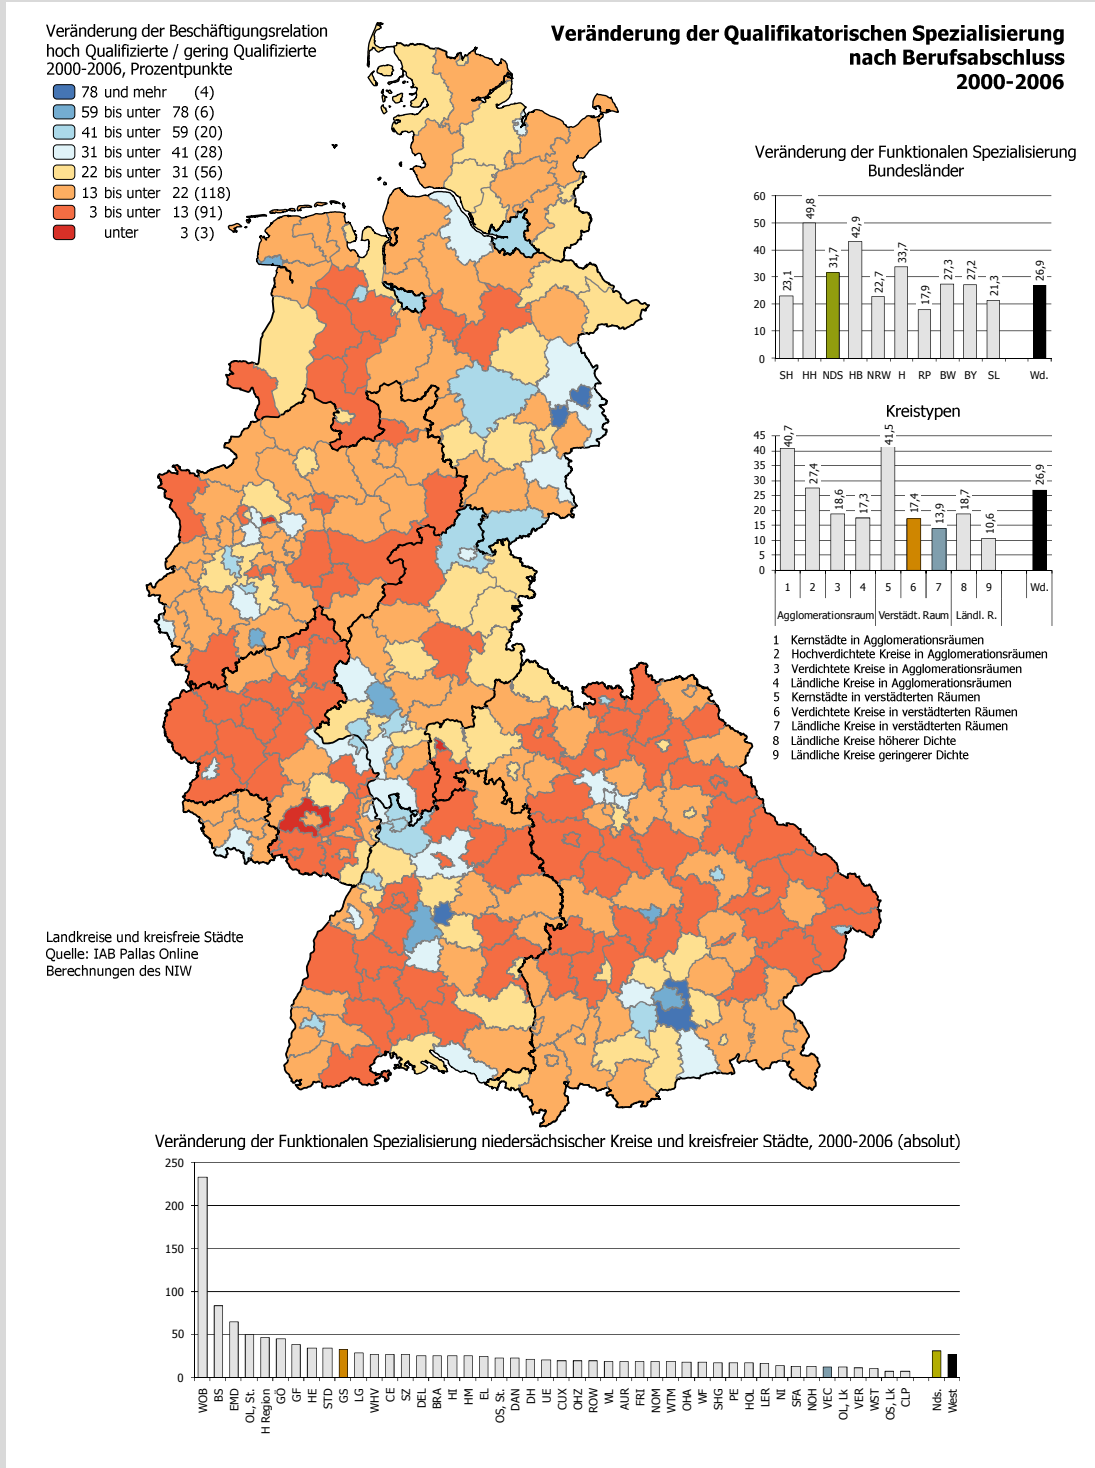 Veränderung der Beschäftigungsrelation
hoch Qualifizierte / gering Qualifizierte
2000-2006, Prozentpunkte
78 und mehr (4)
59 bis unter 78 (6)
41 bis unter 59 (20)
31 bis unter 41 (28)
22 bis unter 31 (56)
13 bis unter 22 (118)
3 bis unter 13 (91)
unter 3 (3)
Veränderung der Qualifikatorischen Spezialisierung
nach Berufsabschluss
2000-2006
Veränderung der Funktionalen Spezialisierung
Bundesländer
60
50
40
30
20
10
0
23,1
49,8
31,7
42,9
22,7
33,7
17,9
27,3
27,2
21,3
26,9
SH HH NDS HB NRW H RP BW BY SL Wd.
Kreistypen
45
40
35
30
25
20
15
10
5
0
40,7
27,4
18,6
17,3
41,5
17,4
13,9
18,7
10,6
26,9
1 2 3 4 5 6 7 8 9 Wd.
Agglomerationsraum Verstädt. Raum Ländl. R.
1 Kernstädte in Agglomerationsräumen
2 Hochverdichtete Kreise in Agglomerationsräumen
3 Verdichtete Kreise in Agglomerationsräumen
4 Ländliche Kreise in Agglomerationsräumen
5 Kernstädte in verstädterten Räumen
6 Verdichtete Kreise in verstädterten Räumen
7 Ländliche Kreise in verstädterten Räumen
8 Ländliche Kreise höherer Dichte
9 Ländliche Kreise geringerer Dichte
Landkreise und kreisfreie Städte
Quelle: IAB Pallas Online
Berechnungen des NIW
Veränderung der Funktionalen Spezialisierung niedersächsischer Kreise und kreisfreier Städte, 2000-2006 (absolut)
250
200
150
100
50
0
WOB BS EMD OL, St. H Region GÖ GF HE STD GS LG WHV CE SZ DEL BRA HI HM EL OS, St. DAN DH UE CUX OHZ ROW WL AUR FRI NOM WTM OHA WF SHG PE HOL LER NI SFA NOH VEC OL, Lk VER WST OS, Lk CLP Nds. West